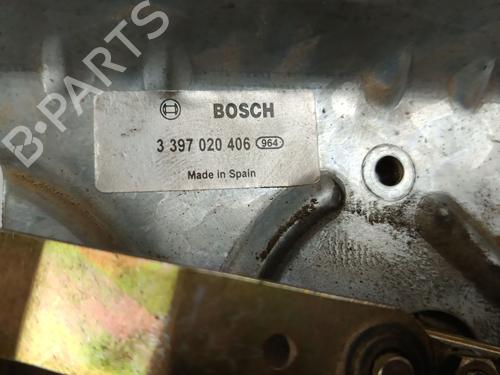 BOSCH
3 397 020 406 964
Made in Spain
B-PARTS